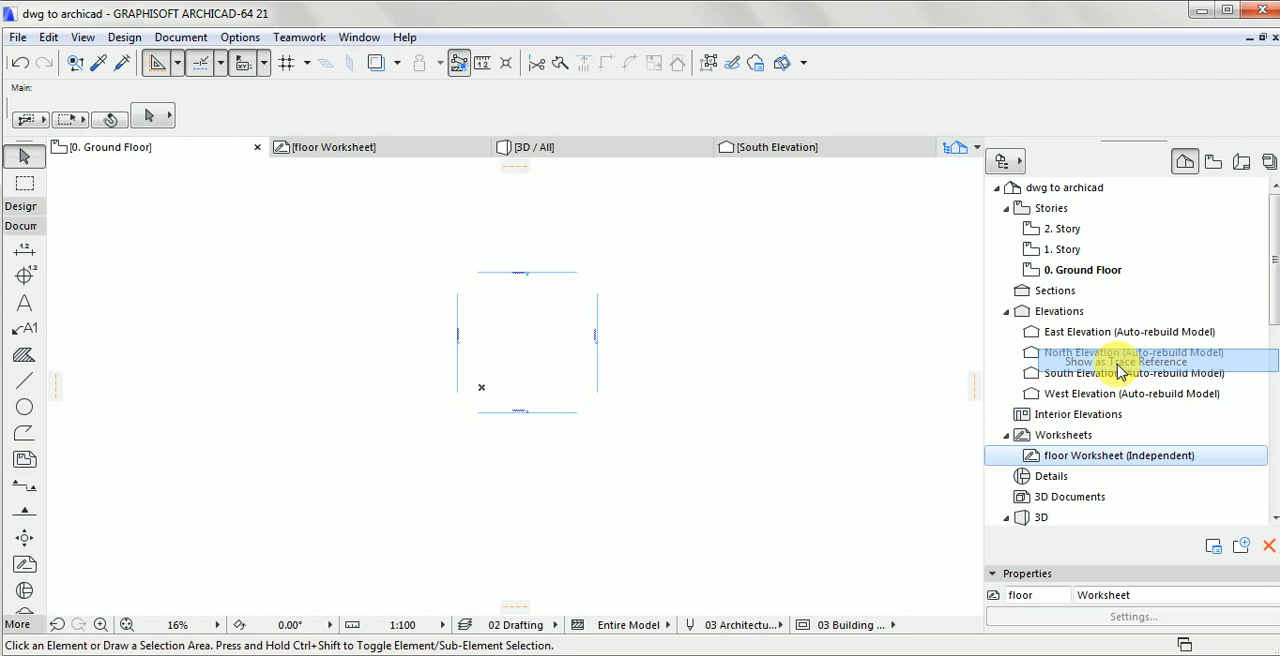 dwg to archicad - GRAPHISOFT ARCHICAD-64 21
File Edit View Design Document Options Teamwork Window Help
Main:
[0. Ground Floor]
[floor Worksheet]
[3D / All]
[South Elevation]
Design
Docum
1.2
1.2
A
A1
More
dwg to archicad
Stories
2. Story
1. Story
0. Ground Floor
Sections
Elevations
East Elevation (Auto-rebuild Model)
North Elevation (Auto-rebuild Model)
Show as Trace Reference
South Elevation (Auto-rebuild Model)
West Elevation (Auto-rebuild Model)
Interior Elevations
Worksheets
floor Worksheet (Independent)
Details
3D Documents
3D
Properties
floor Worksheet
Settings...
16% 0.00° 1:100 02 Drafting Entire Model 03 Architectu... 03 Building ...
Click an Element or Draw a Selection Area. Press and Hold Ctrl+Shift to Toggle Element/Sub-Element Selection.